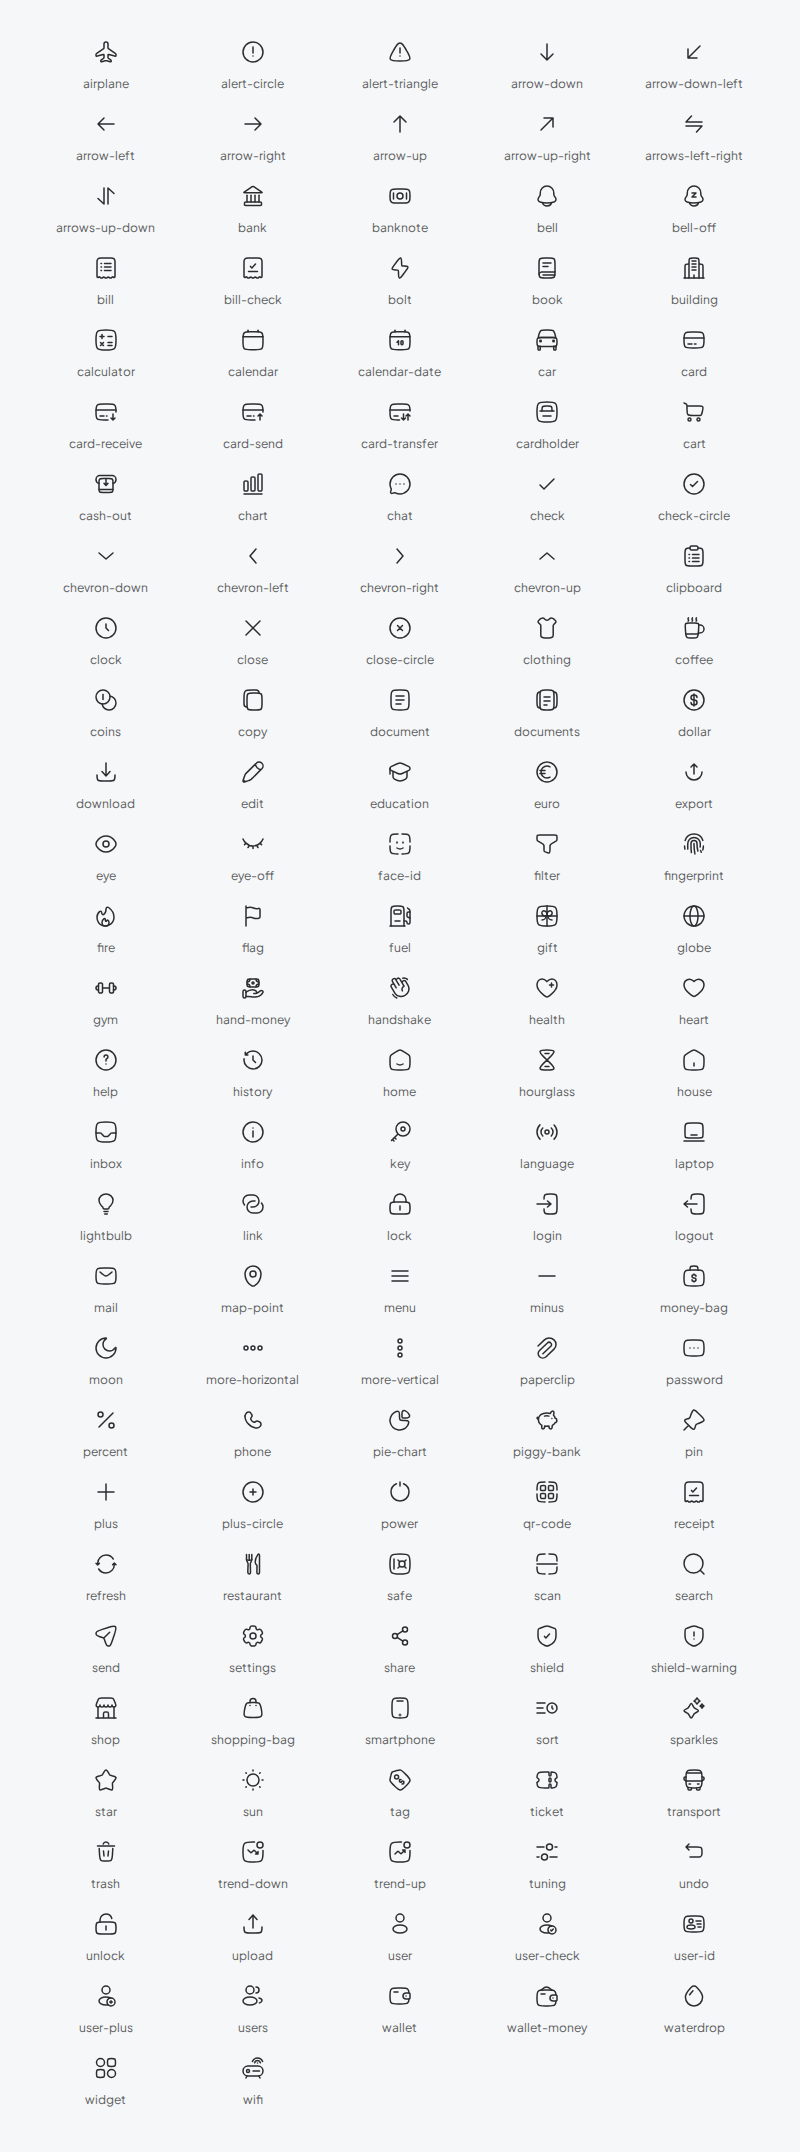 airplane alert-circle alert-triangle arrow-down arrow-down-left
arrow-left arrow-right arrow-up arrow-up-right arrows-left-right
arrows-up-down bank banknote bell bell-off
bill bill-check bolt book building
calculator calendar calendar-date car card
card-receive card-send card-transfer cardholder cart
cash-out chart chat check check-circle
chevron-down chevron-left chevron-right chevron-up clipboard
clock close close-circle clothing coffee
coins copy document documents dollar
download edit education euro export
eye eye-off face-id filter fingerprint
fire flag fuel gift globe
gym hand-money handshake health heart
help history home hourglass house
inbox info key language laptop
lightbulb link lock login logout
mail map-point menu minus money-bag
moon more-horizontal more-vertical paperclip password
percent phone pie-chart piggy-bank pin
plus plus-circle power qr-code receipt
refresh restaurant safe scan search
send settings share shield shield-warning
shop shopping-bag smartphone sort sparkles
star sun tag ticket transport
trash trend-down trend-up tuning undo
unlock upload user user-check user-id
user-plus users wallet wallet-money waterdrop
widget wifi